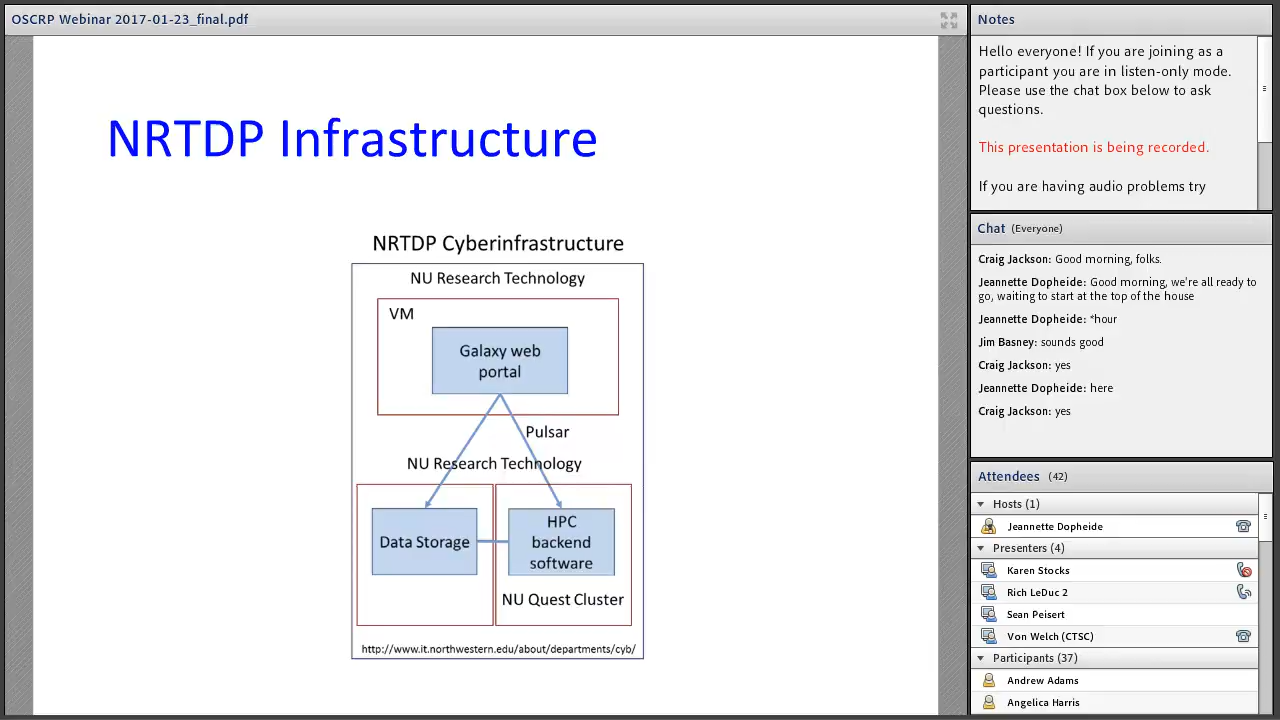 OSCRP Webinar 2017-01-23_final.pdf
NRTDP Infrastructure
NRTDP Cyberinfrastructure
NU Research Technology
VM
Galaxy web
portal
Pulsar
NU Research Technology
Data Storage
HPC
backend
software
NU Quest Cluster
http://www.it.northwestern.edu/about/departments/cyb/
Notes
Hello everyone! If you are joining as a
participant you are in listen-only mode.
Please use the chat box below to ask
questions.
This presentation is being recorded.
If you are having audio problems try
Chat (Everyone)
Craig Jackson: Good morning, folks.
Jeannette Dopheide: Good morning, we're all ready to
go, waiting to start at the top of the house
Jeannette Dopheide: *hour
Jim Basney: sounds good
Craig Jackson: yes
Jeannette Dopheide: here
Craig Jackson: yes
Attendees (42)
Hosts (1)
Jeannette Dopheide
Presenters (4)
Karen Stocks
Rich LeDuc 2
Sean Peisert
Von Welch (CTSC)
Participants (37)
Andrew Adams
Angelica Harris